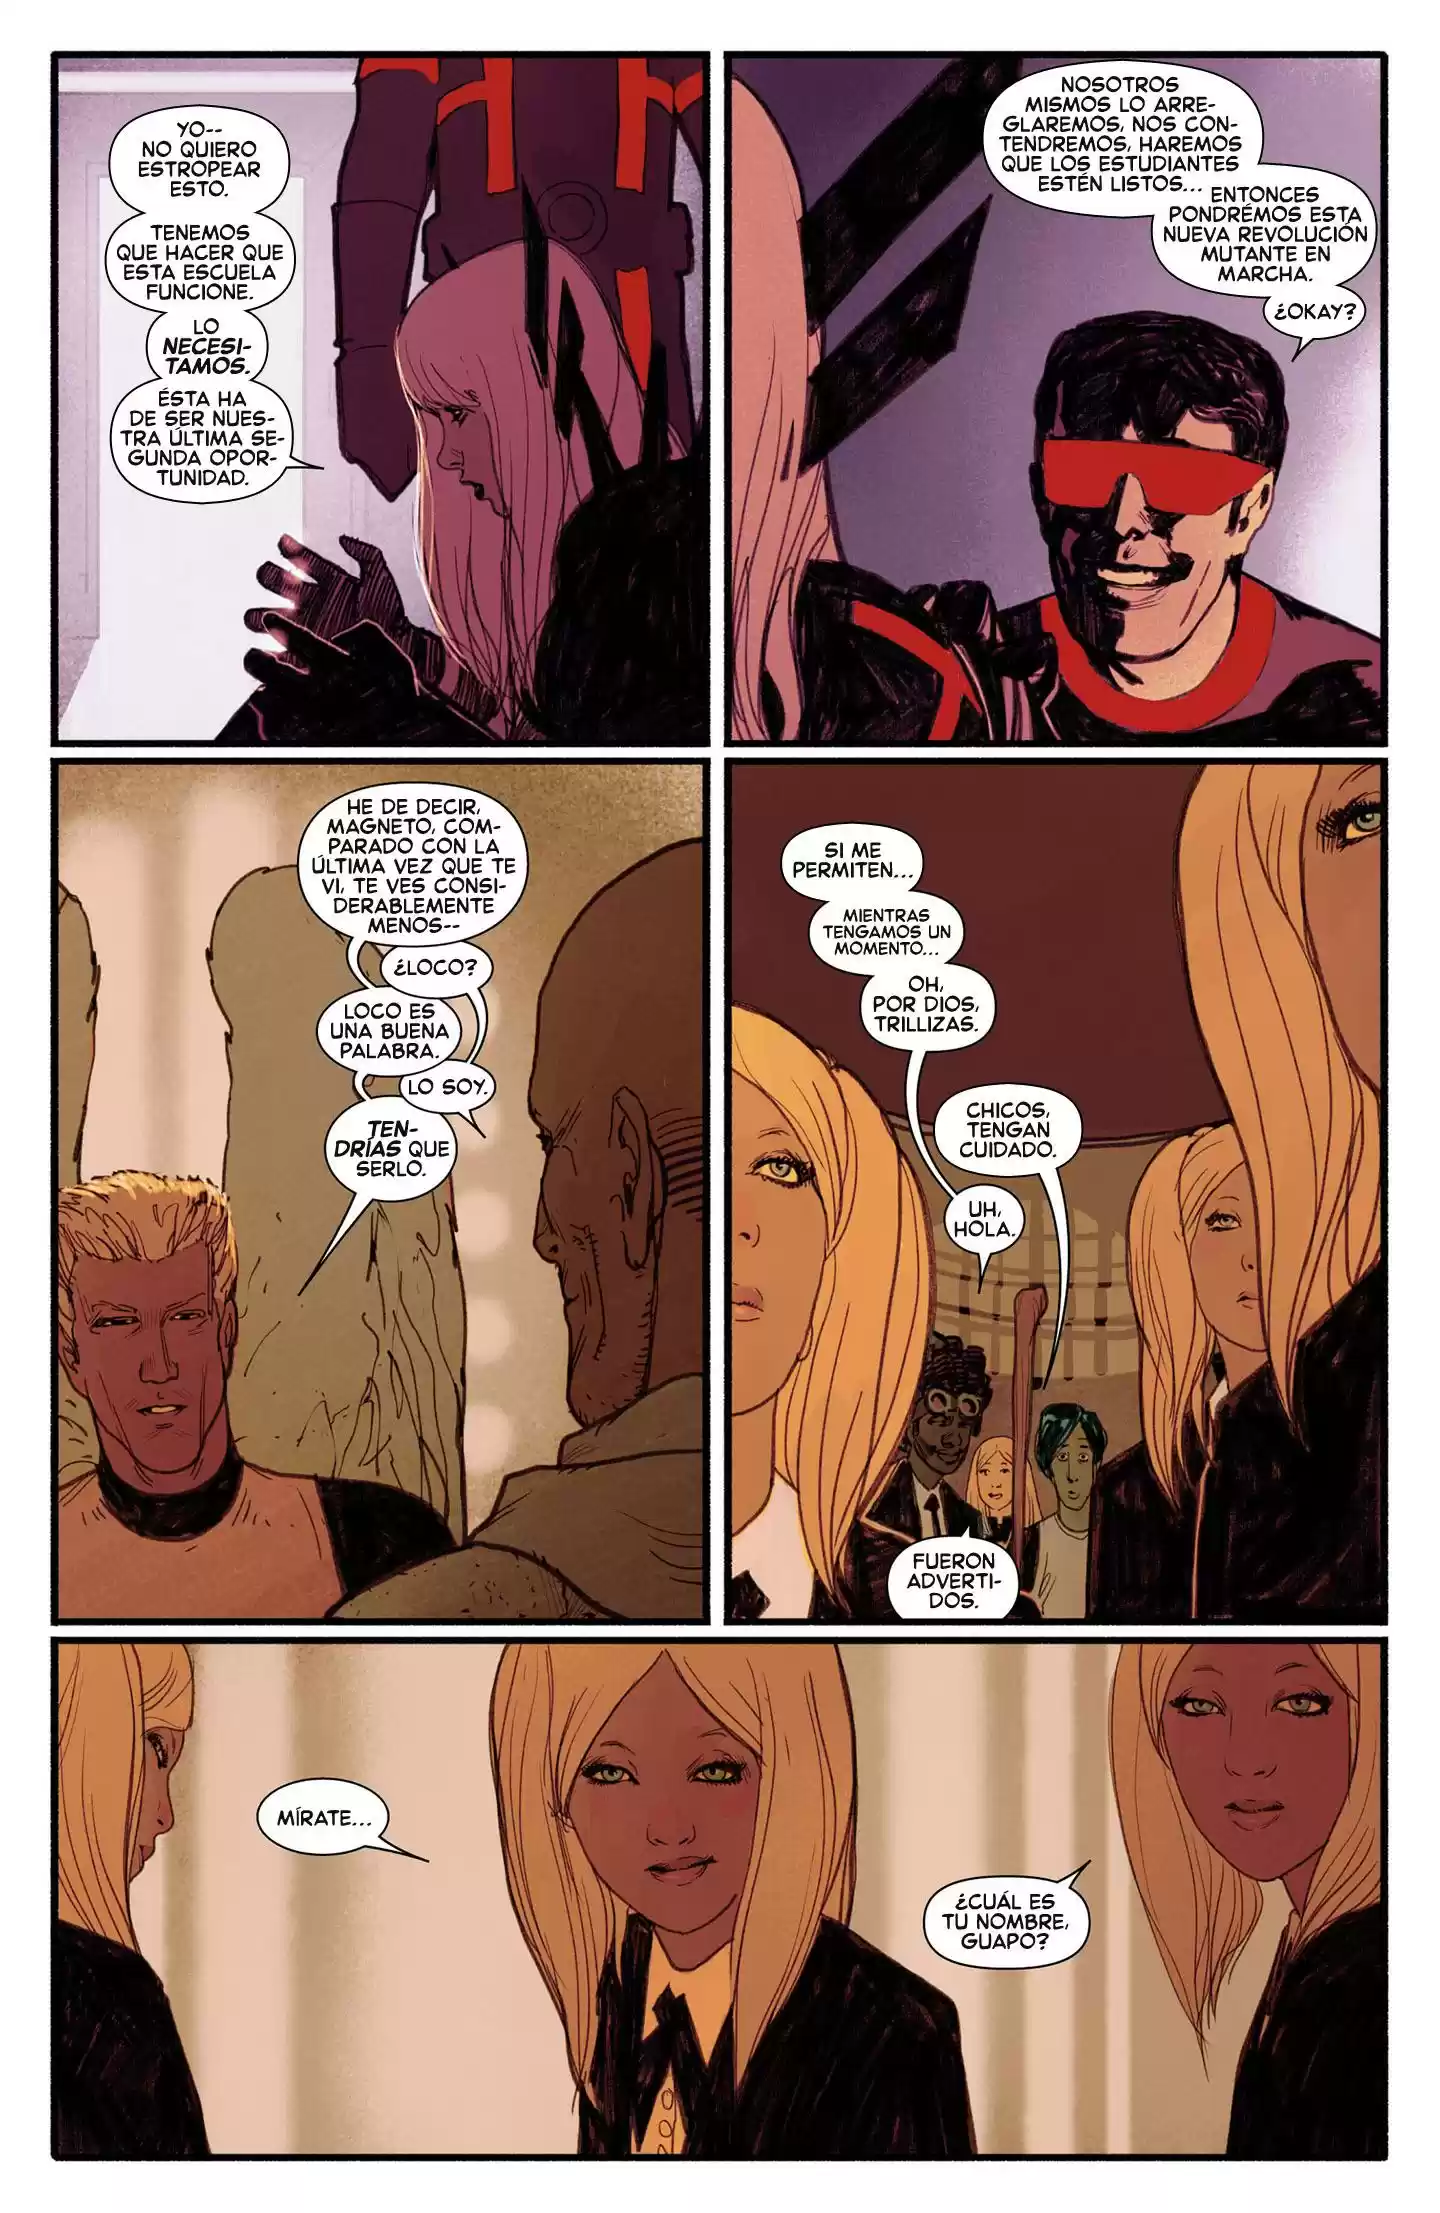 YO--
NO QUIERO
ESTROPEAR
ESTO.
TENEMOS
QUE HACER QUE
ESTA ESCUELA
FUNCIONE.
LO
NECESI-
TAMOS.
ÉSTA HA
DE SER NUES-
TRA ÚLTIMA SE-
GUNDA OPOR-
TUNIDAD.
NOSOTROS
MISMOS LO ARRE-
GLAREMOS, NOS CON-
TENDREMOS, HAREMOS
QUE LOS ESTUDIANTES
ESTÉN LISTOS...
ENTONCES
PONDRÉMOS ESTA
NUEVA REVOLUCIÓN
MUTANTE EN
MARCHA.
¿OKAY?
HE DE DECIR,
MAGNETO, COM-
PARADO CON LA
ÚLTIMA VEZ QUE TE
VI, TE VES CONSI-
DERABLEMENTE
MENOS--
¿LOCO?
LOCO ES
UNA BUENA
PALABRA.
LO SOY.
TEN-
DRÍAS QUE
SERLO.
SI ME
PERMITEN...
MIENTRAS
TENGAMOS UN
MOMENTO...
OH,
POR DIOS,
TRILLIZAS.
CHICOS,
TENGAN
CUIDADO.
UH,
HOLA.
FUERON
ADVERTI-
DOS.
MÍRATE...
¿CUÁL ES
TU NOMBRE,
GUAPO?